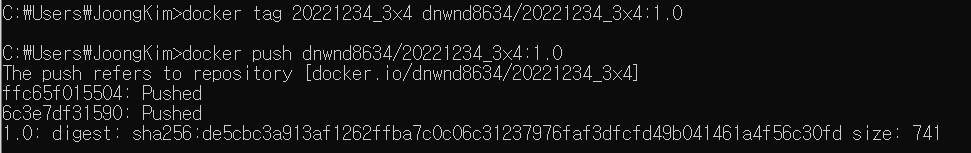 C:₩Users₩JoongKim>docker tag 20221234_3x4 dnwnd8634/20221234_3x4:1.0
C:₩Users₩JoongKim>docker push dnwnd8634/20221234_3x4:1.0
The push refers to repository [docker.io/dnwnd8634/20221234_3x4]
ffc65f015504: Pushed
6c3e7df31590: Pushed
1.0: digest: sha256:de5cbc3a913af1262ffba7c0c06c31237976faf3dfcfd49b041461a4f56c30fd size: 741